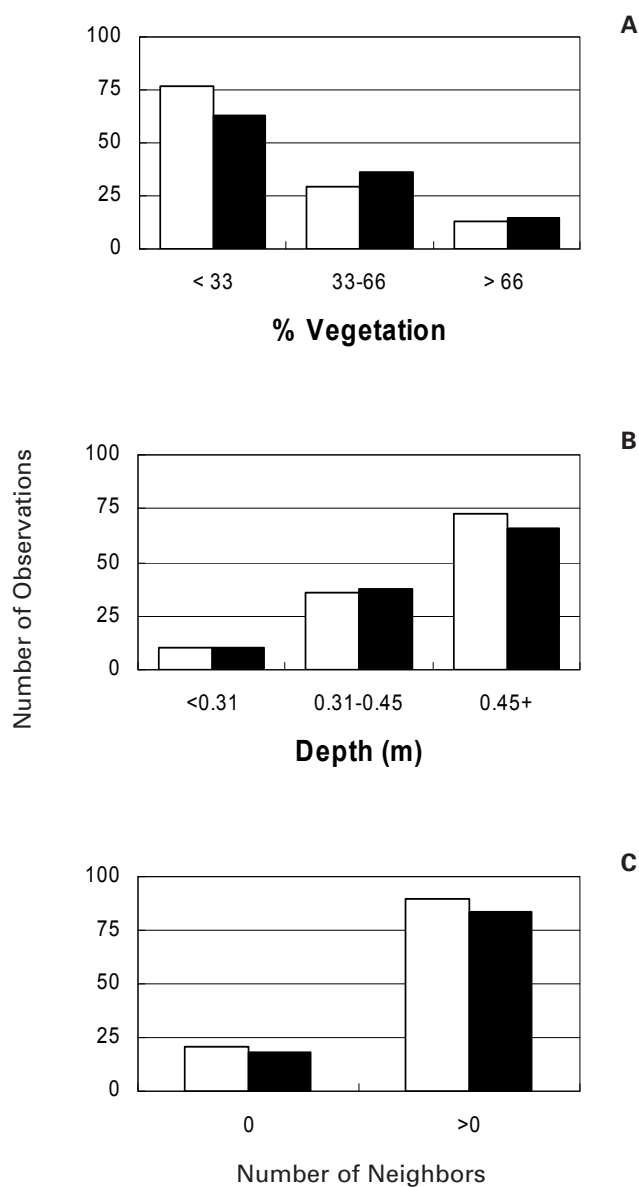 A
100
75
50
25
0
< 33 33-66 > 66
% Vegetation
Number of Observations
B
100
75
50
25
0
<0.31 0.31-0.45 0.45+
Depth (m)
C
100
75
50
25
0
0 >0
Number of Neighbors